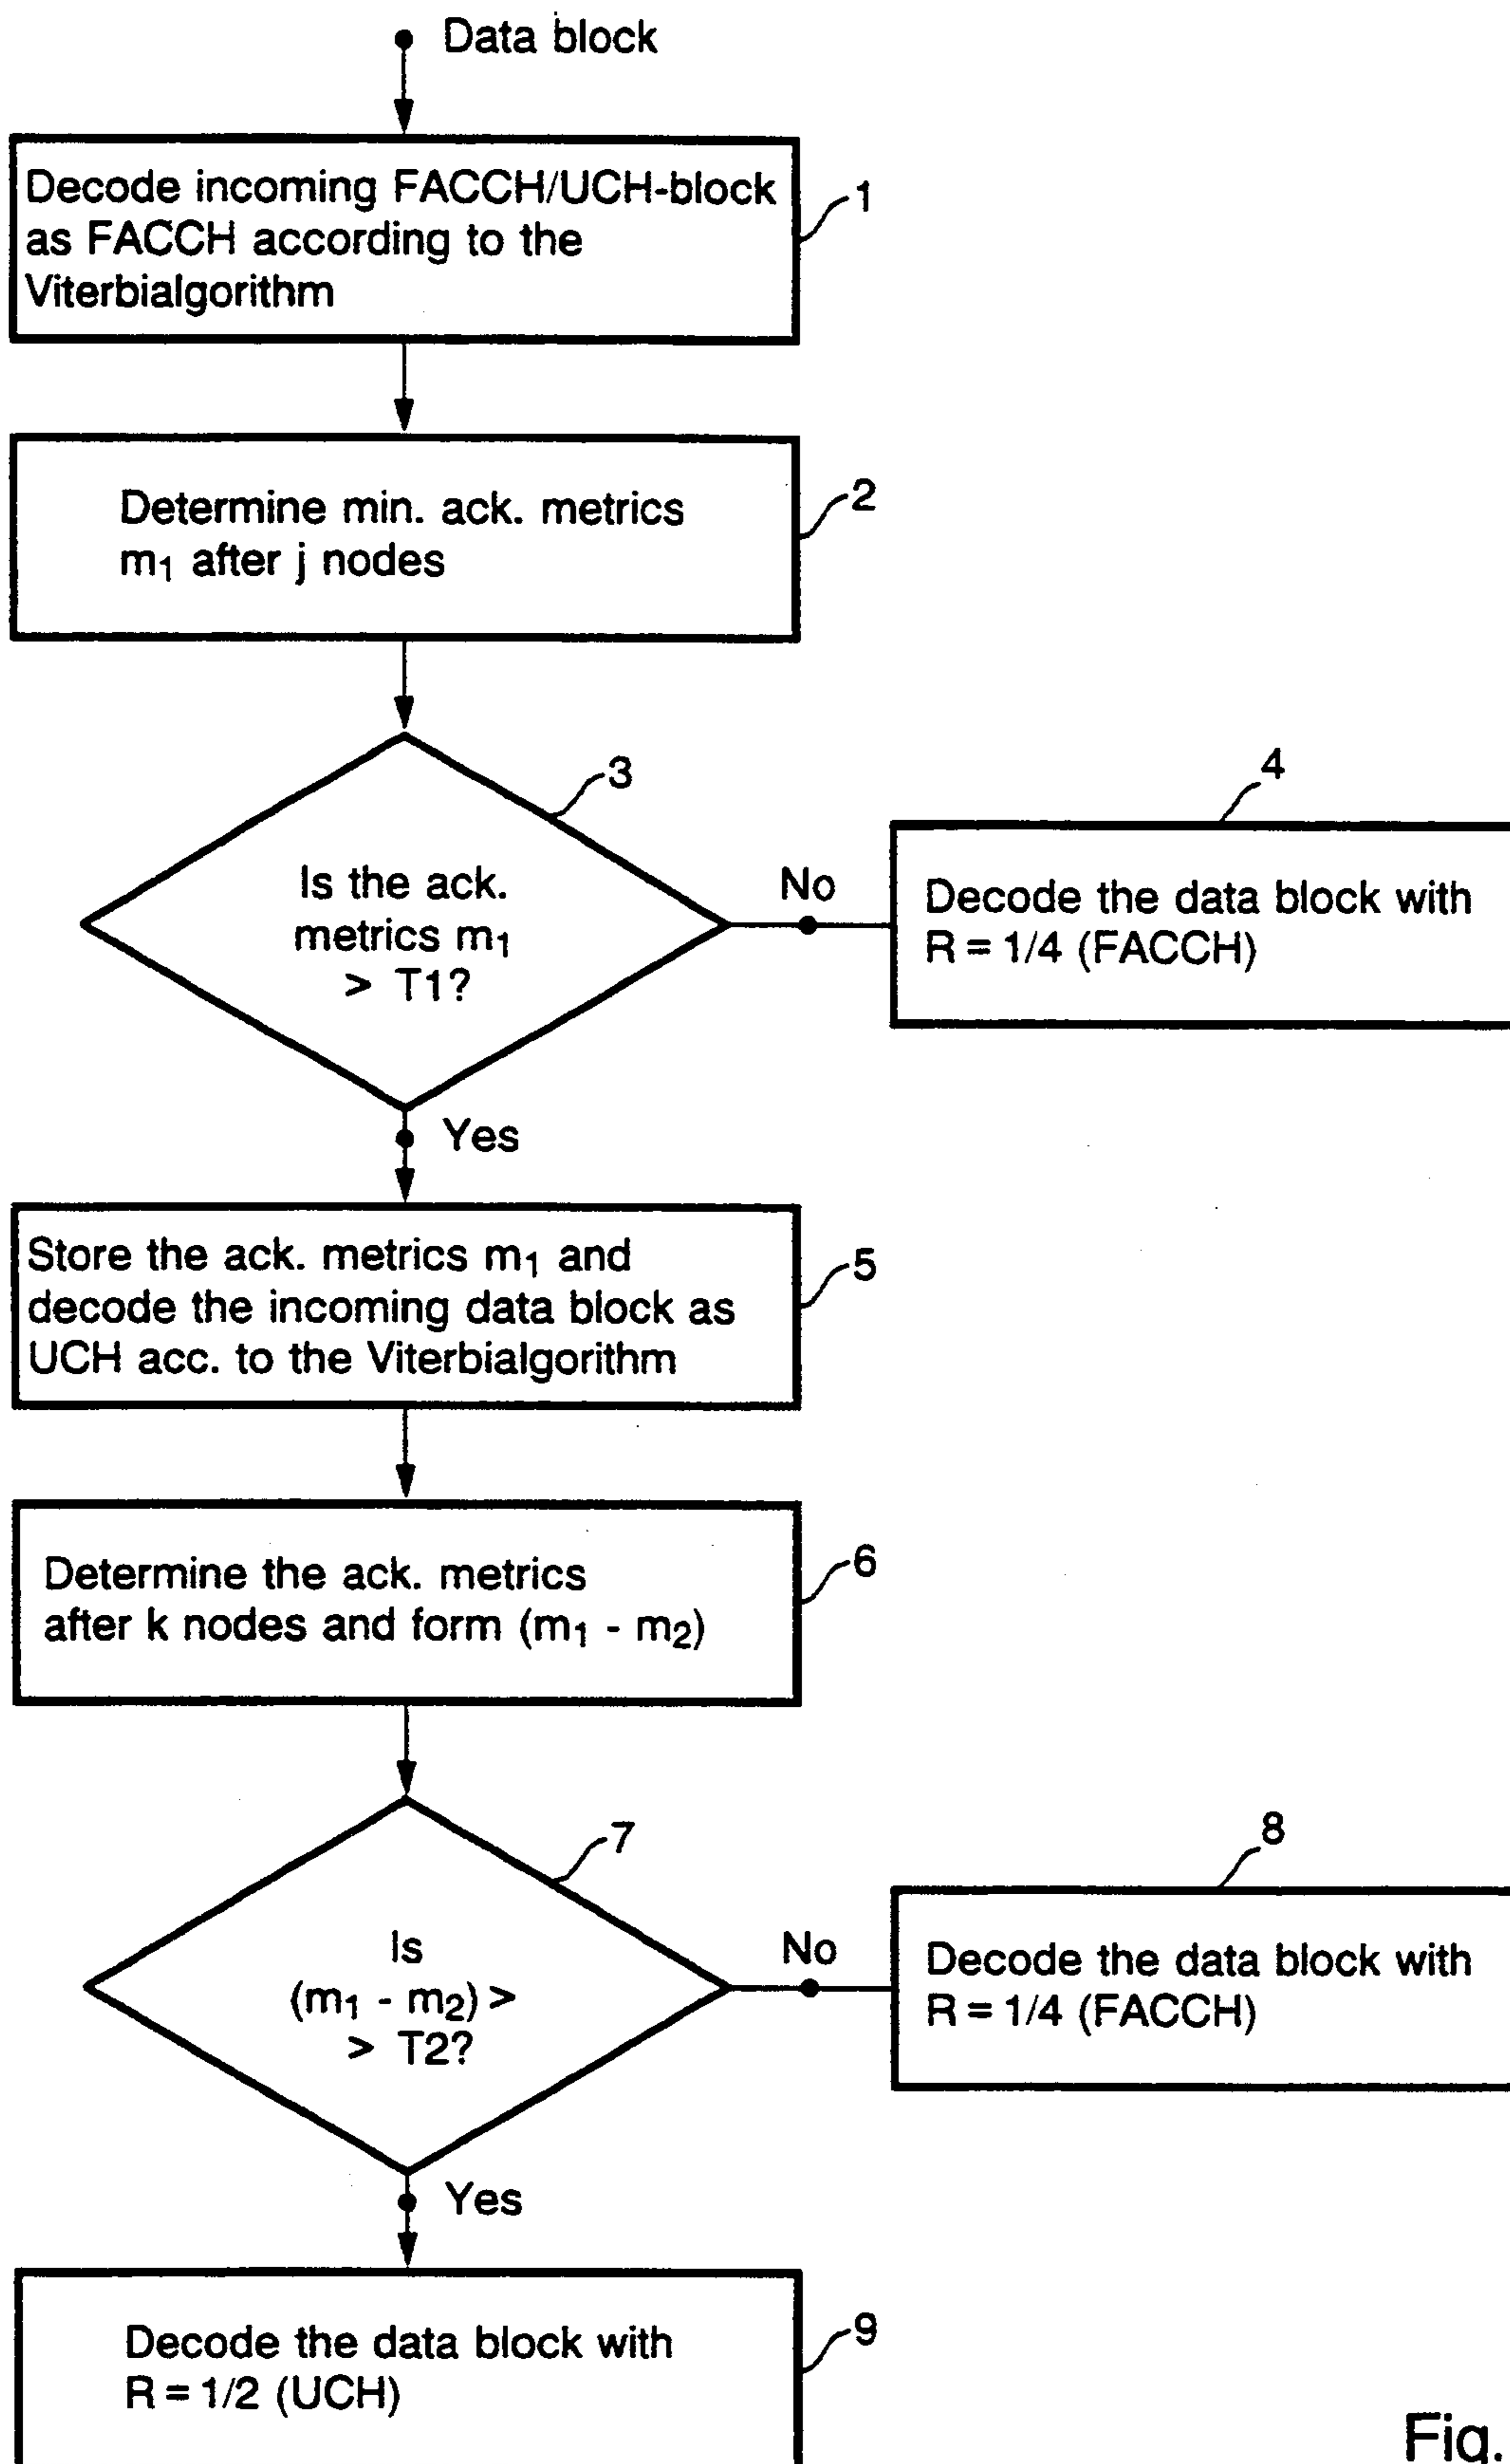 Data block
Decode incoming FACCH/UCH-block
as FACCH according to the
Viterbialgorithm
1
Determine min. ack. metrics
m₁ after j nodes
2
3
Is the ack.
metrics m₁
> T1?
No
4
Decode the data block with
R = 1/4 (FACCH)
Yes
Store the ack. metrics m₁ and
decode the incoming data block as
UCH acc. to the Viterbialgorithm
5
Determine the ack. metrics
after k nodes and form (m₁ - m₂)
6
7
Is
(m₁ - m₂) >
> T2?
No
8
Decode the data block with
R = 1/4 (FACCH)
Yes
Decode the data block with
R = 1/2 (UCH)
9
Fig.